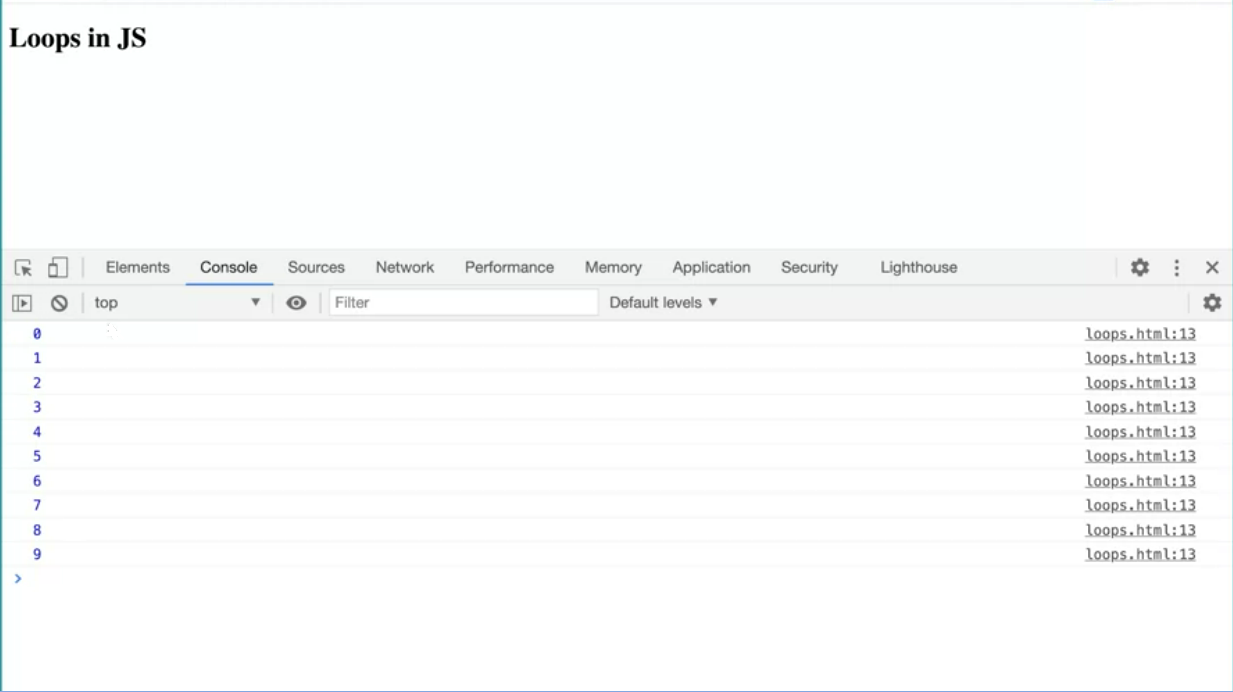 Loops in JS
Elements Console Sources Network Performance Memory Application Security Lighthouse
top Filter Default levels
0 loops.html:13
1 loops.html:13
2 loops.html:13
3 loops.html:13
4 loops.html:13
5 loops.html:13
6 loops.html:13
7 loops.html:13
8 loops.html:13
9 loops.html:13